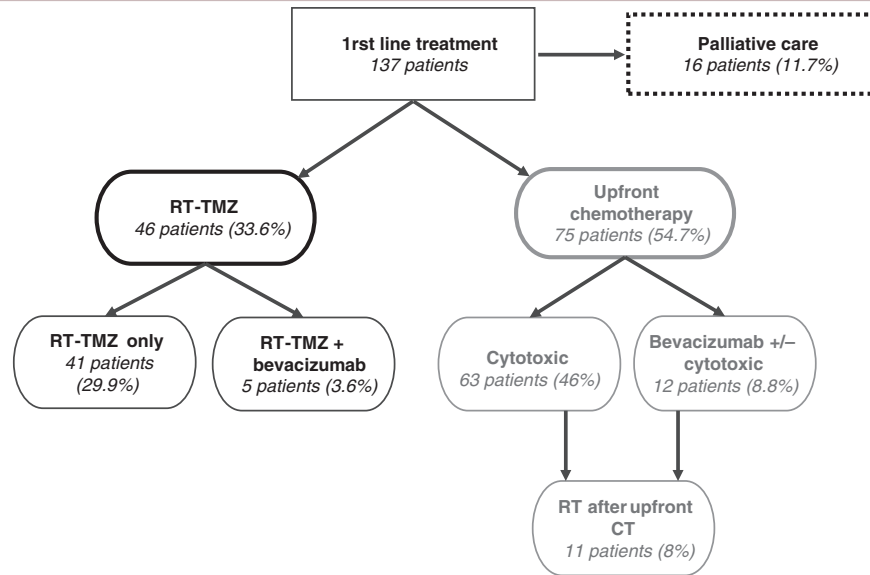 1rst line treatment
137 patients
Palliative care
16 patients (11.7%)
RT-TMZ
46 patients (33.6%)
Upfront
chemotherapy
75 patients (54.7%)
RT-TMZ only
41 patients
(29.9%)
RT-TMZ +
bevacizumab
5 patients (3.6%)
Cytotoxic
63 patients (46%)
Bevacizumab +/–
cytotoxic
12 patients (8.8%)
RT after upfront
CT
11 patients (8%)